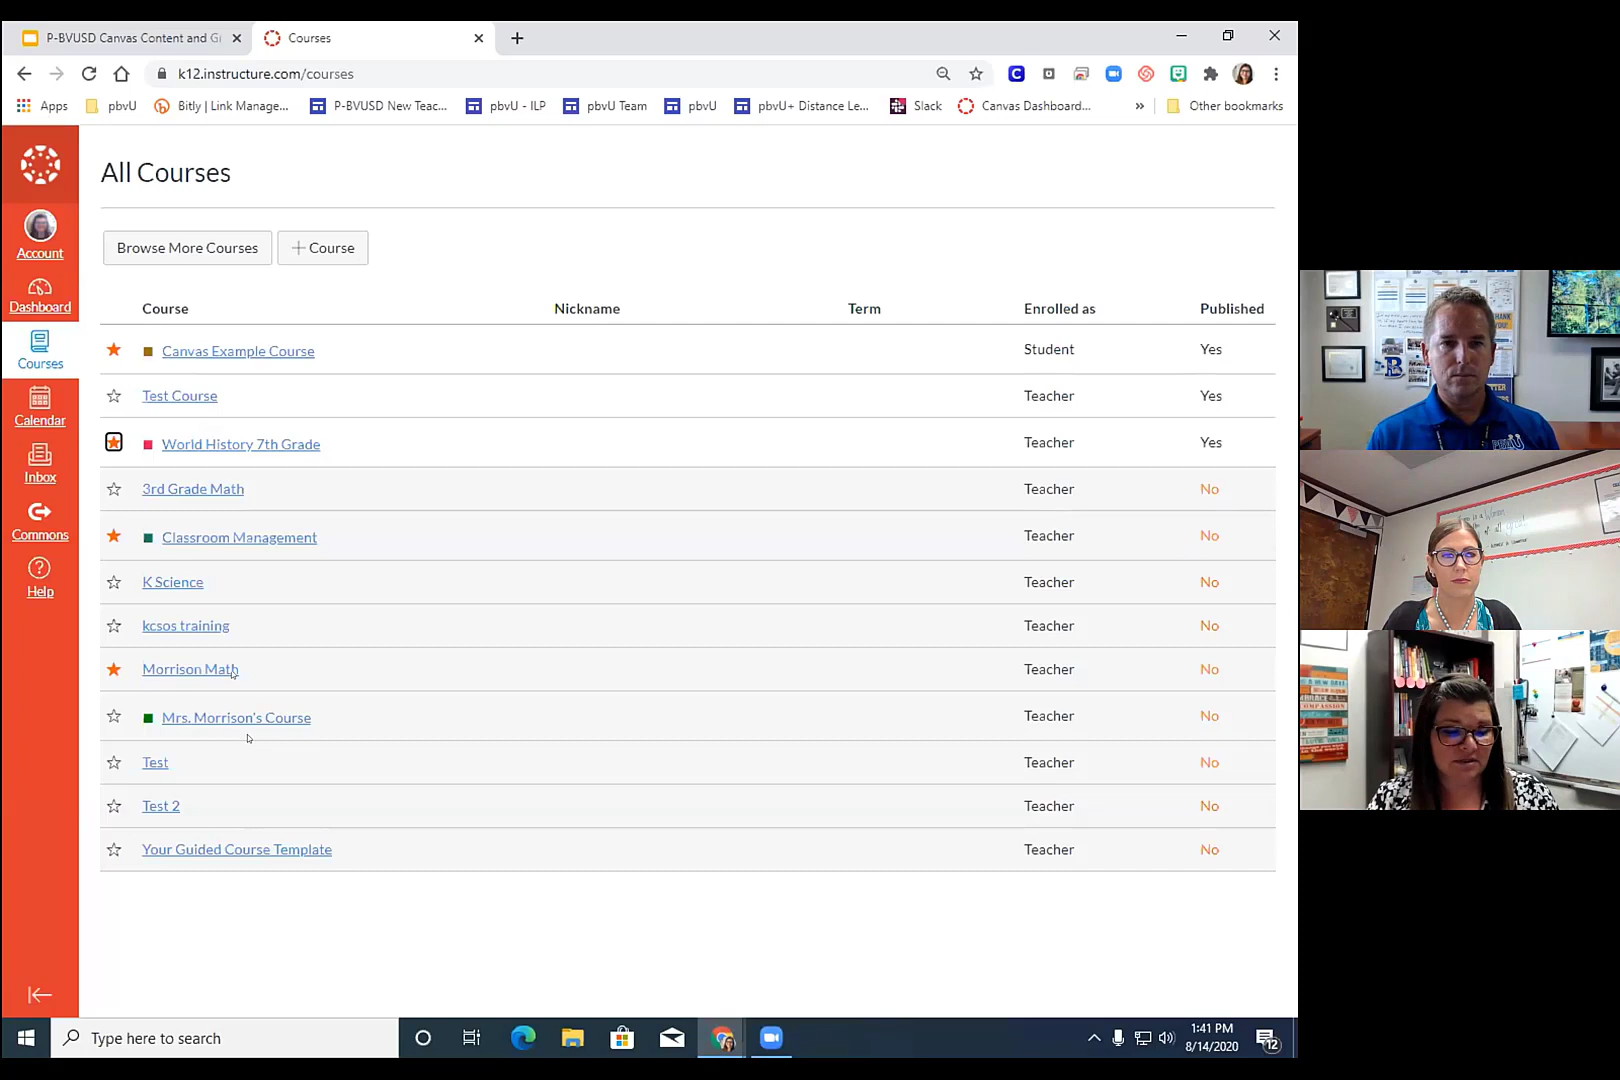 P-BVUSD Canvas Content and Gr
Courses
k12.instructure.com/courses
Apps
pbvU
Bitly | Link Manage...
P-BVUSD New Teac...
pbvU - ILP
pbvU Team
pbvU
pbvU+ Distance Le...
Slack
Canvas Dashboard...
»
Other bookmarks
Account
Dashboard
Courses
Calendar
Inbox
Commons
Help
All Courses
Browse More Courses
+ Course
Course Nickname Term Enrolled as Published
Canvas Example Course Student Yes
Test Course Teacher Yes
World History 7th Grade Teacher Yes
3rd Grade Math Teacher No
Classroom Management Teacher No
K Science Teacher No
kcsos training Teacher No
Morrison Math Teacher No
Mrs. Morrison's Course Teacher No
Test Teacher No
Test 2 Teacher No
Your Guided Course Template Teacher No
THANK
YOU!
B
COMPASSION
Type here to search
1:41 PM
8/14/2020
12